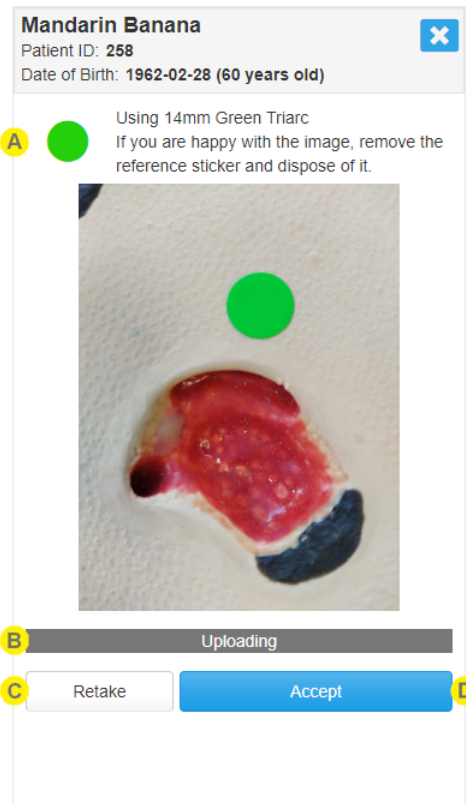 Mandarin Banana
Patient ID: 258
Date of Birth: 1962-02-28 (60 years old)
A
Using 14mm Green Triarc
If you are happy with the image, remove the
reference sticker and dispose of it.
B Uploading
C Retake Accept D